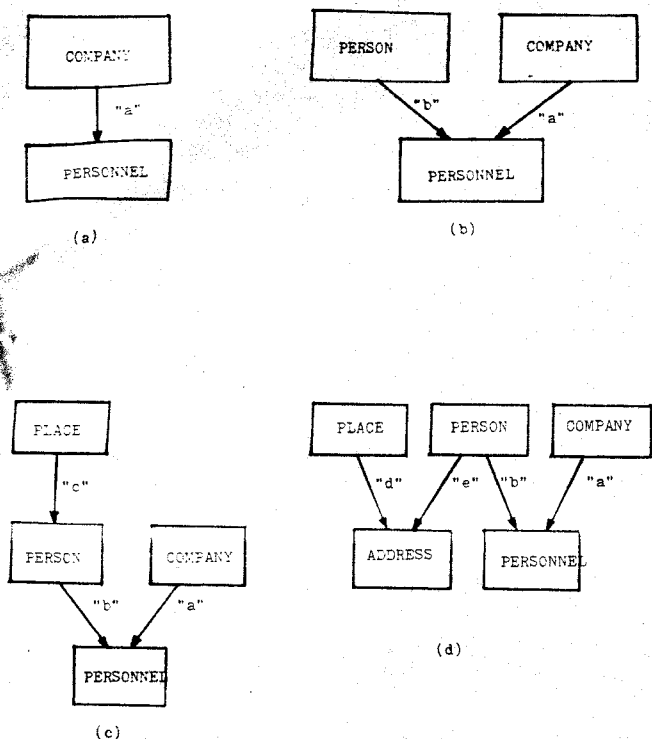 COMPANY
"a"
PERSONNEL
(a)
PERSON
COMPANY
"b"
"a"
PERSONNEL
(b)
PLACE
"c"
PERSON
COMPANY
"b"
"a"
PERSONNEL
(c)
PLACE
PERSON
COMPANY
"d"
"e"
"b"
"a"
ADDRESS
PERSONNEL
(d)